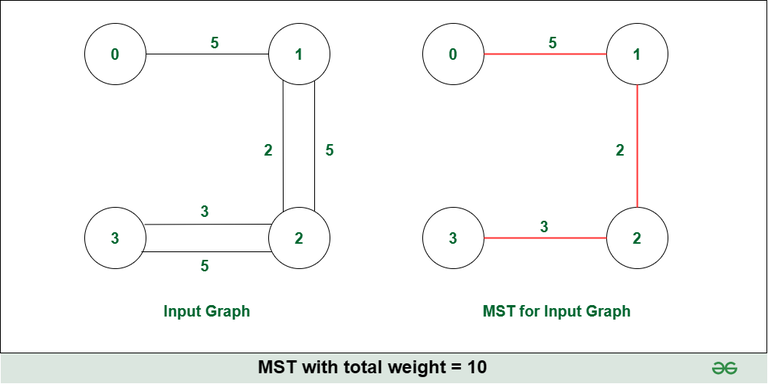 5 5
0 1 0 1
2 5 2
3 3
3 2 3 2
5
Input Graph MST for Input Graph
MST with total weight = 10